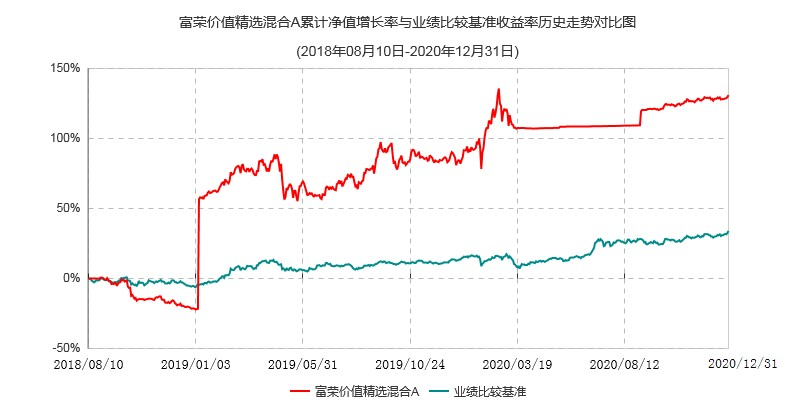 富荣价值精选混合A累计净值增长率与业绩比较基准收益率历史走势对比图
(2018年08月10日-2020年12月31日)
150%
100%
50%
0%
-50%
2018/08/10 2019/01/03 2019/05/31 2019/10/24 2020/03/19 2020/08/12 2020/12/31
富荣价值精选混合A 业绩比较基准